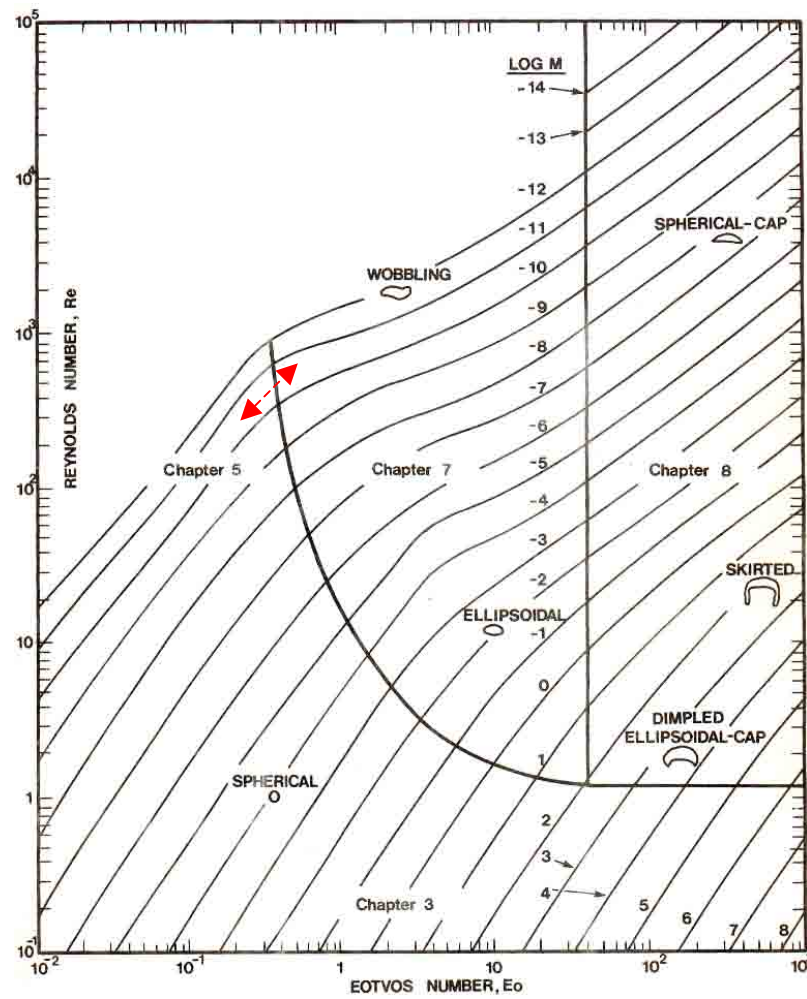 10⁵
LOG M
-14
-13
10⁴
-12
-11
SPHERICAL-CAP
-10
WOBBLING
-9
10³
-8
-7
-6
REYNOLDS NUMBER, Re
Chapter 5
Chapter 7
-5
Chapter 8
10²
-4
-3
SKIRTED
-2
ELLIPSOIDAL
10
-1
0
DIMPLED
ELLIPSOIDAL-CAP
1
SPHERICAL
1
2
3
4
Chapter 3
5
6
7
8
10⁻¹
10⁻²
10⁻¹
1
10
10²
10³
EOTVOS NUMBER, Eo